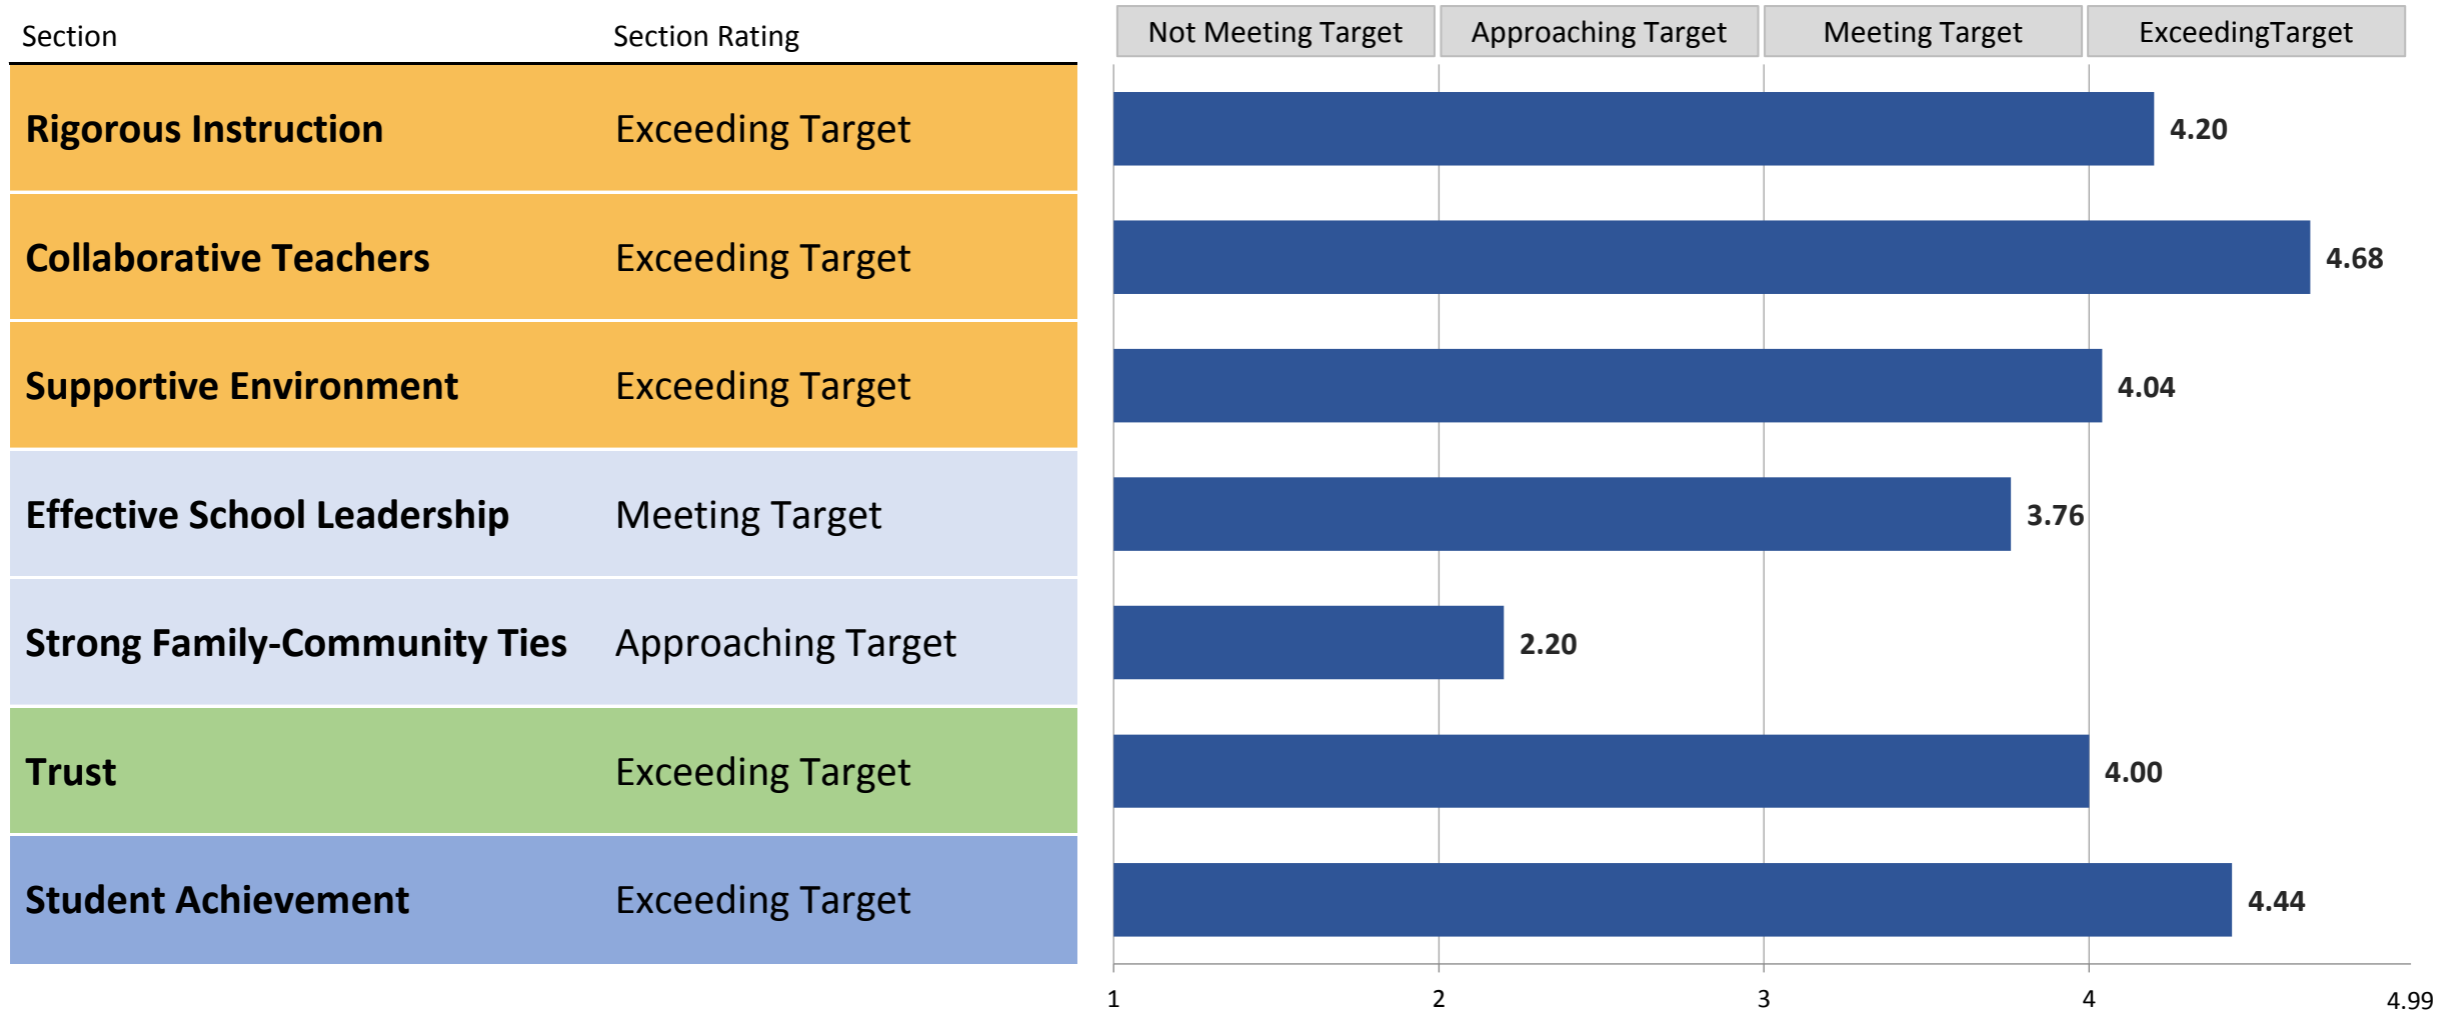 Section Section Rating Not Meeting Target Approaching Target Meeting Target ExceedingTarget
Rigorous Instruction Exceeding Target 4.20
Collaborative Teachers Exceeding Target 4.68
Supportive Environment Exceeding Target 4.04
Effective School Leadership Meeting Target 3.76
Strong Family-Community Ties Approaching Target 2.20
Trust Exceeding Target 4.00
Student Achievement Exceeding Target 4.44
1 2 3 4 4.99